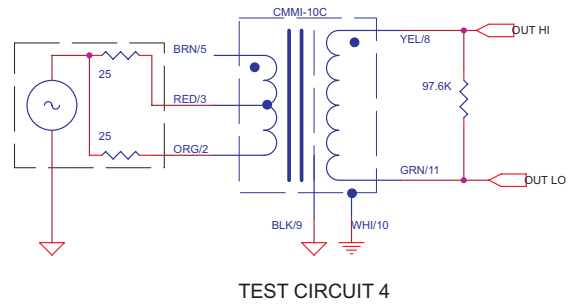 CMMI-10C
BRN/5
YEL/8
OUT HI
25
RED/3
97.6K
25
ORG/2
GRN/11
OUT LO
BLK/9
WHI/10
TEST CIRCUIT 4